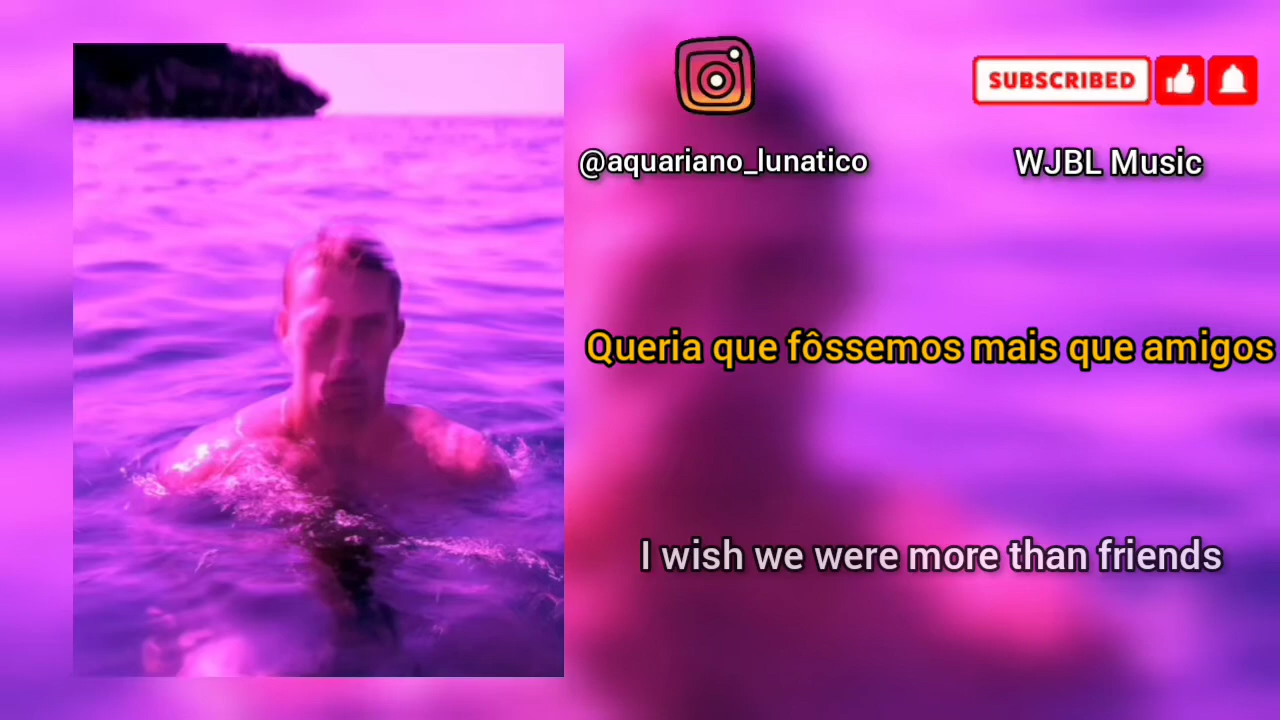 SUBSCRIBED
@aquariano_lunatico
WJBL Music
Queria que fôssemos mais que amigos
I wish we were more than friends